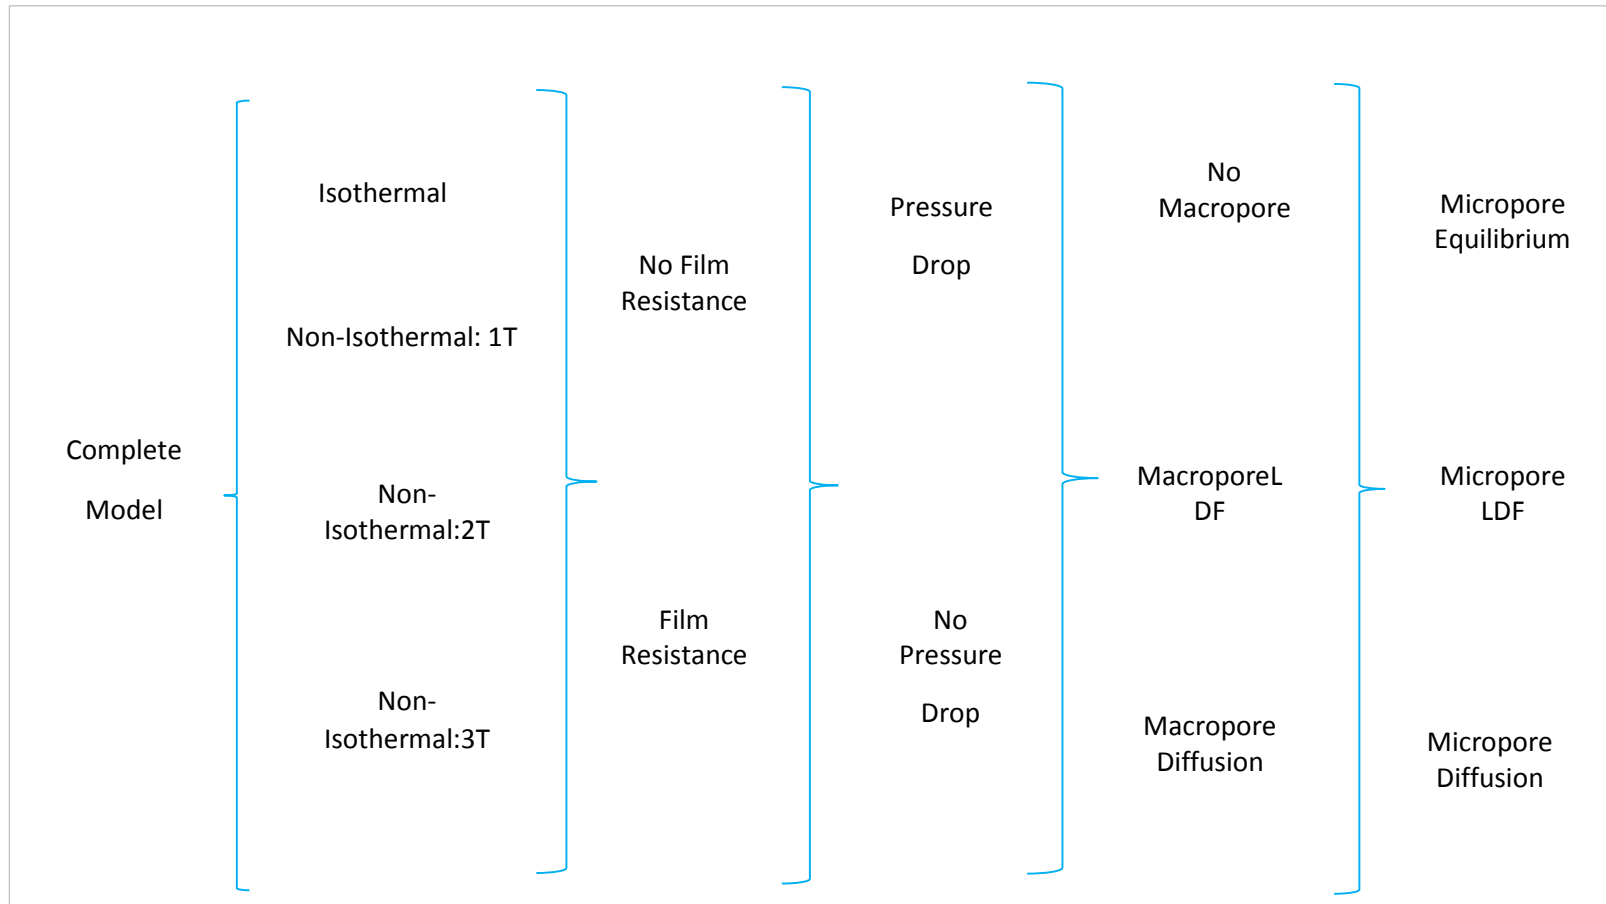 Complete
Model
Isothermal
Non-Isothermal: 1T
Non-
Isothermal:2T
Non-
Isothermal:3T
No Film
Resistance
Film
Resistance
Pressure
Drop
No
Pressure
Drop
No
Macropore
MacroporeL
DF
Macropore
Diffusion
Micropore
Equilibrium
Micropore
LDF
Micropore
Diffusion